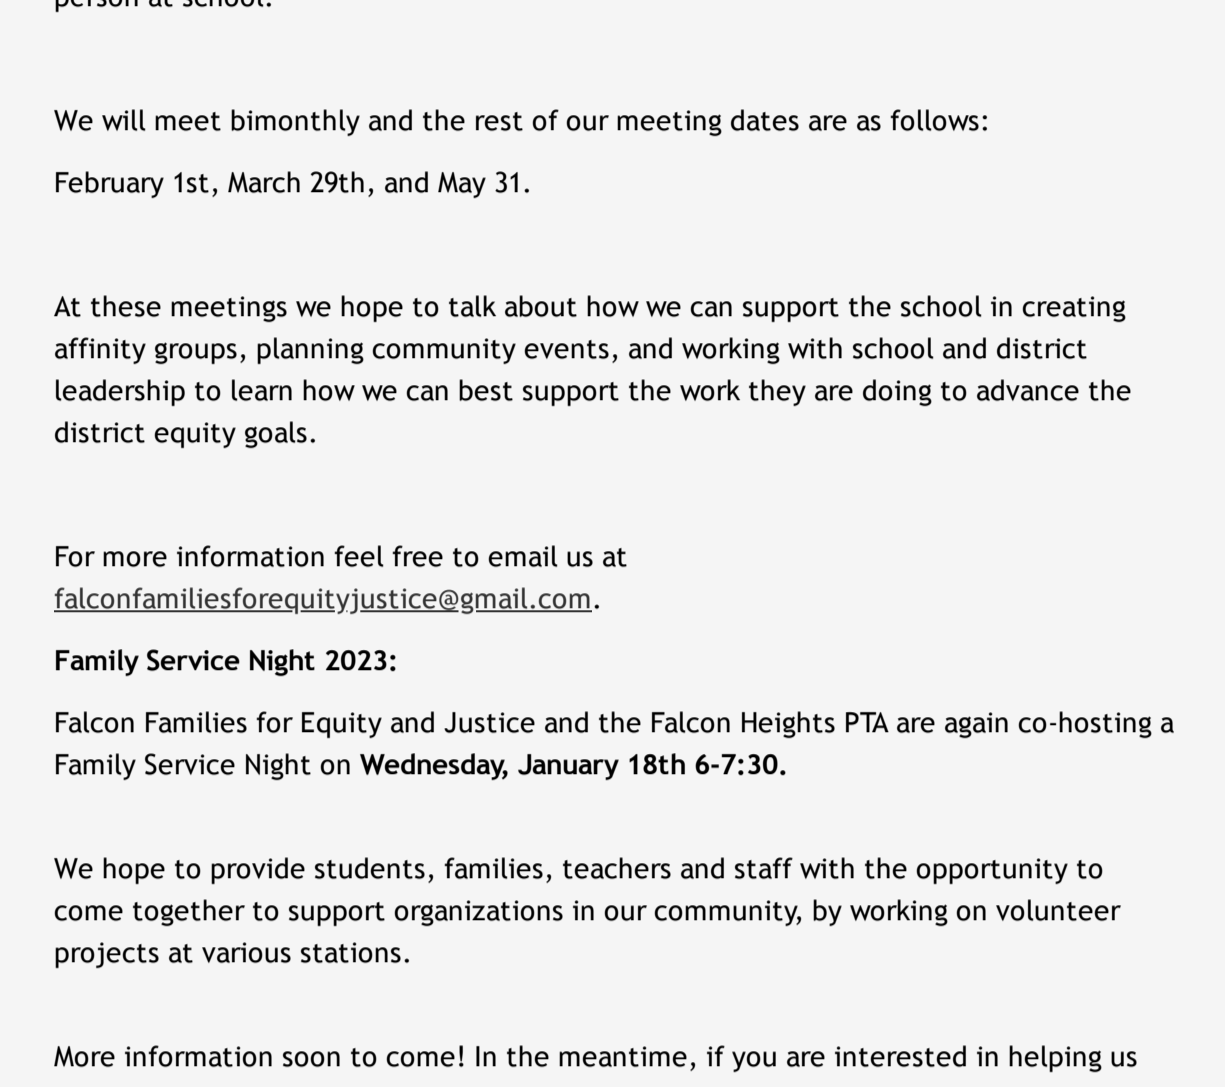 person at school.
We will meet bimonthly and the rest of our meeting dates are as follows:
February 1st, March 29th, and May 31.
At these meetings we hope to talk about how we can support the school in creating
affinity groups, planning community events, and working with school and district
leadership to learn how we can best support the work they are doing to advance the
district equity goals.
For more information feel free to email us at
falconfamiliesforequityjustice@gmail.com.
Family Service Night 2023:
Falcon Families for Equity and Justice and the Falcon Heights PTA are again co-hosting a
Family Service Night on Wednesday, January 18th 6-7:30.
We hope to provide students, families, teachers and staff with the opportunity to
come together to support organizations in our community, by working on volunteer
projects at various stations.
More information soon to come! In the meantime, if you are interested in helping us